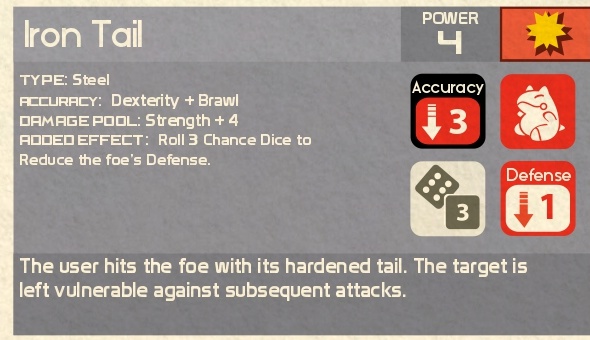 Iron Tail
POWER
4
TYPE: Steel
ACCURACY: Dexterity + Brawl
DAMAGE POOL: Strength + 4
ADDED EFFECT: Roll 3 Chance Dice to
Reduce the foe's Defense.
Accuracy
3
3
Defense
1
The user hits the foe with its hardened tail. The target is
left vulnerable against subsequent attacks.